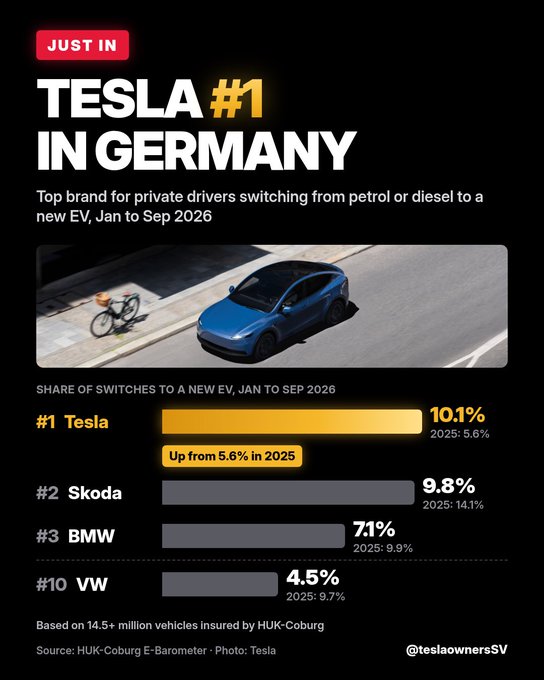 JUST IN
TESLA #1
IN GERMANY
Top brand for private drivers switching from petrol or diesel to a
new EV, Jan to Sep 2026
SHARE OF SWITCHES TO A NEW EV, JAN TO SEP 2026
#1 Tesla 10.1%
2025: 5.6%
Up from 5.6% in 2025
#2 Skoda 9.8%
2025: 14.1%
#3 BMW 7.1%
2025: 9.9%
#10 VW 4.5%
2025: 9.7%
Based on 14.5+ million vehicles insured by HUK-Coburg
Source: HUK-Coburg E-Barometer · Photo: Tesla @teslaownersSV